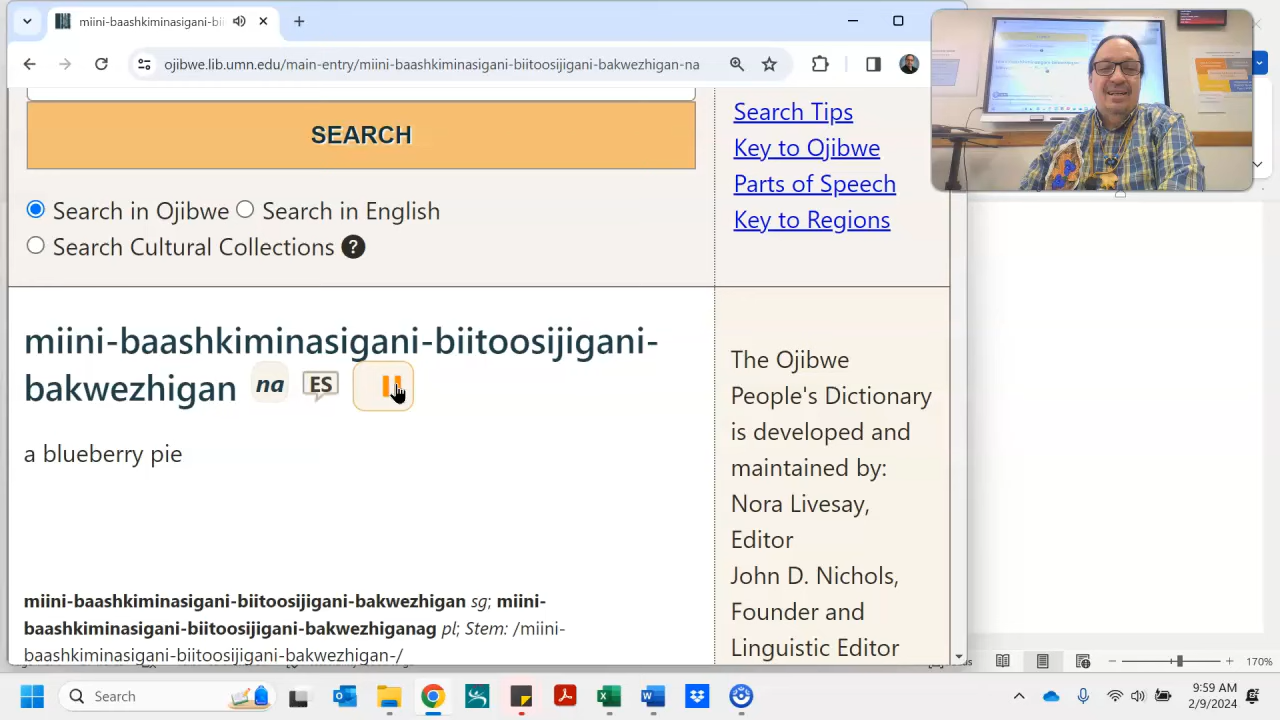 miini-baashkiminasigani-bii
ojibwe.lib.umn.edu/main-entry/miini-baashkiminasigani-biitoosijigani-bakwezhigan-na
SEARCH
Search in Ojibwe Search in English
Search Cultural Collections ?
Search Tips
Key to Ojibwe
Parts of Speech
Key to Regions
miini-baashkiminasigani-biitoosijigani-
bakwezhigan na ES
a blueberry pie
miini-baashkiminasigani-biitoosijigani-bakwezhigan sg; miini-
baashkiminasigani-biitoosijigani-bakwezhiganag pl; Stem: /miini-
baashkiminasigani-biitoosijigani-bakwezhigan-/
The Ojibwe
People's Dictionary
is developed and
maintained by:
Nora Livesay,
Editor
John D. Nichols,
Founder and
Linguistic Editor
170%
Search
9:59 AM
2/9/2024